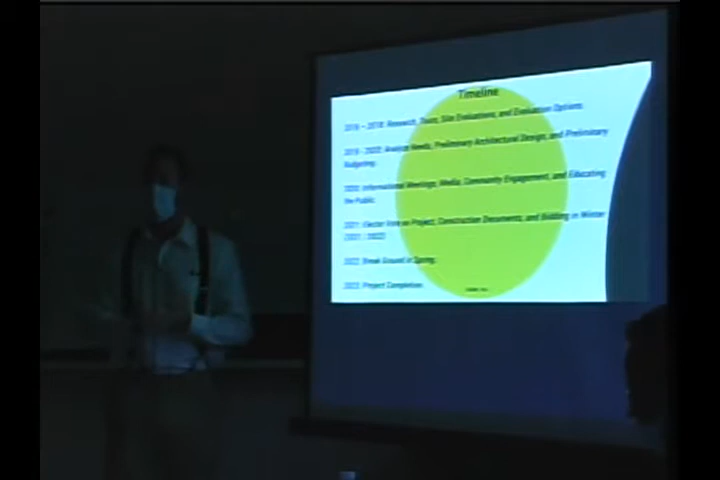 Timeline
2016 - 2018: Research, Tours, Site Evaluations, and Evaluation Options
2018 - 2020: Analyze Needs, Preliminary Architectural Design, and Preliminary
Budgeting
2020: Informational Meetings, Media, Community Engagement, and Educating
the Public
2021: Elector Vote on Project, Construction Documents, and Bidding in Winter
(2021 / 2022)
2022: Break Ground in Spring
2023: Project Completion